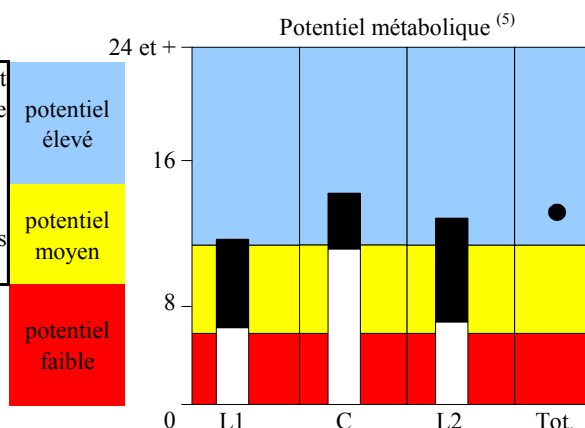 Potentiel métabolique (5)
24 et +
16
8
0
L1 C L2 Tot.
t
e
s
potentiel
élevé
potentiel
moyen
potentiel
faible